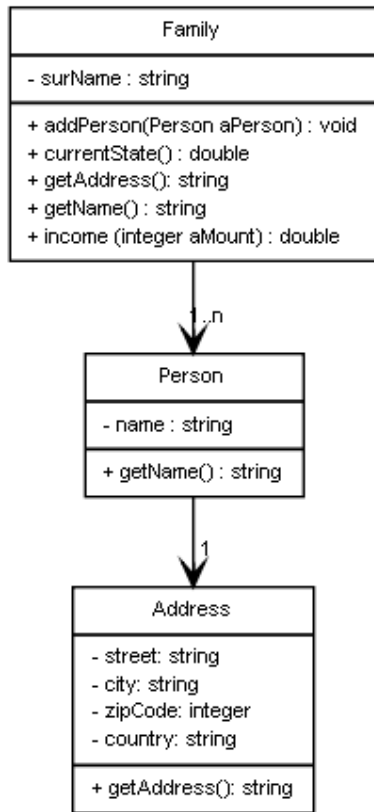 Family
- surName : string
+ addPerson(Person aPerson) : void
+ currentState() : double
+ getAddress(): string
+ getName() : string
+ income (integer aMount) : double
1..n
Person
- name : string
+ getName() : string
1
Address
- street: string
- city: string
- zipCode: integer
- country: string
+ getAddress(): string